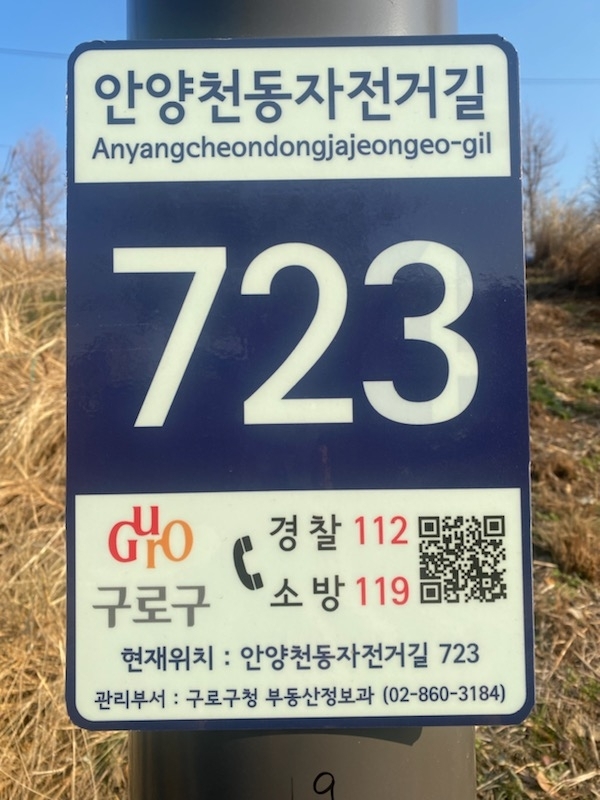 안양천동자전거길
Anyangcheondongjajeongeo-gil
723
GurO
구로구
경찰 112
소방 119
현재위치 : 안양천동자전거길 723
관리부서 : 구로구청 부동산정보과 (02-860-3184)
19